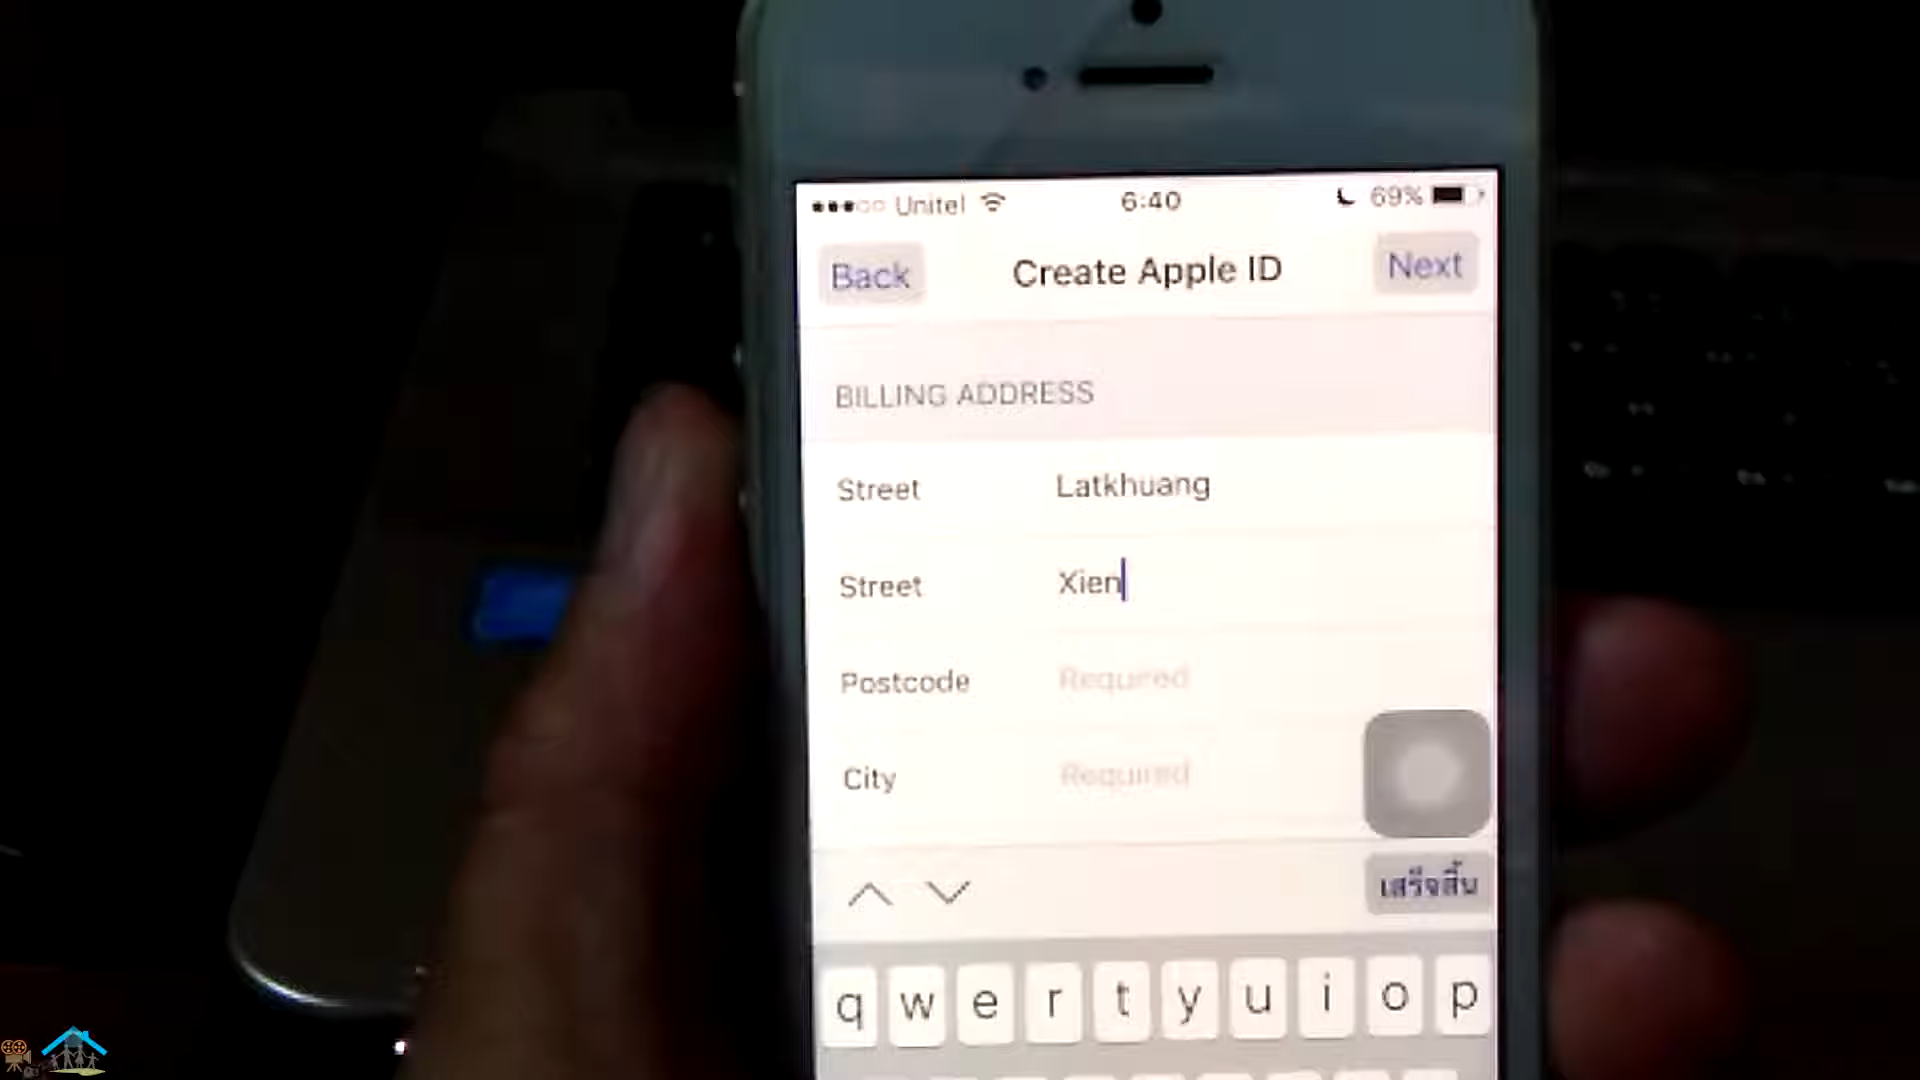 Unitel 6:40 69%
Back Create Apple ID Next
BILLING ADDRESS
Street Latkhuang
Street Xien
Postcode Required
City Required
เสร็จสิ้น
q w e r t y u i o p